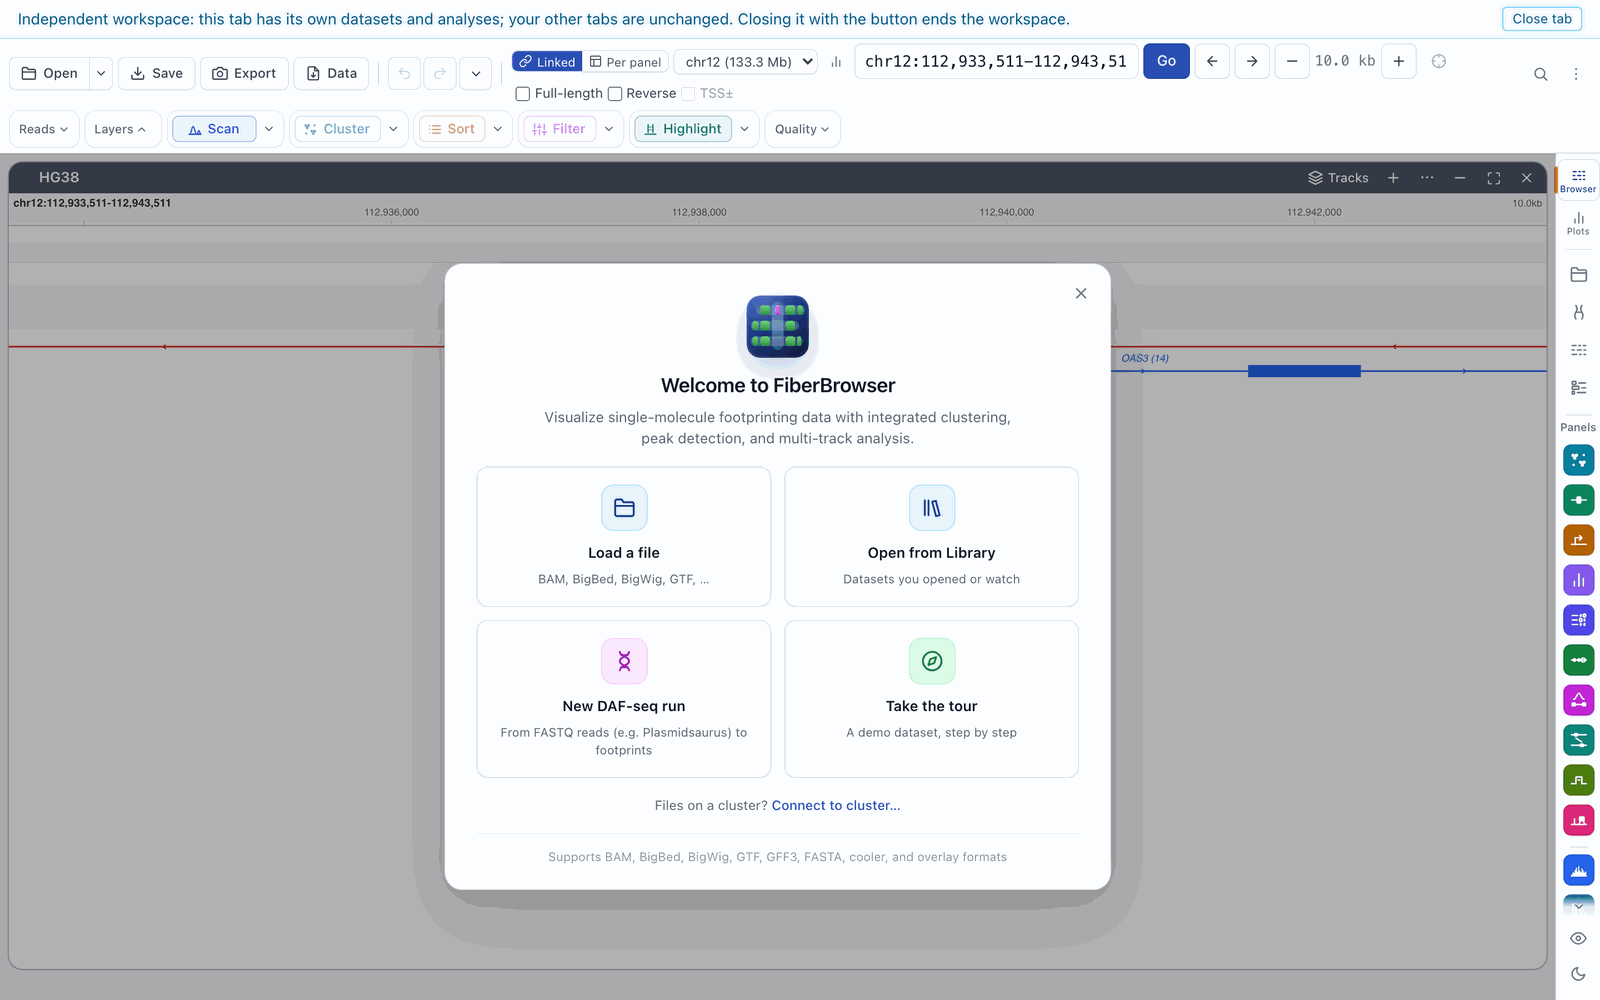 Independent workspace: this tab has its own datasets and analyses; your other tabs are unchanged. Closing it with the button ends the workspace.
Close tab
Open
Save
Export
Data
Linked
Per panel
chr12 (133.3 Mb)
chr12:112,933,511–112,943,51
Go
10.0 kb
Full-length
Reverse
TSS±
Reads
Layers
Scan
Cluster
Sort
Filter
Highlight
Quality
HG38
Tracks
chr12:112,933,511-112,943,511
112,936,000
112,938,000
112,940,000
112,942,000
10.0kb
OAS3 (14)
Browser
Plots
Panels
Welcome to FiberBrowser
Visualize single-molecule footprinting data with integrated clustering,
peak detection, and multi-track analysis.
Load a file
BAM, BigBed, BigWig, GTF, ...
Open from Library
Datasets you opened or watch
New DAF-seq run
From FASTQ reads (e.g. Plasmidsaurus) to
footprints
Take the tour
A demo dataset, step by step
Files on a cluster? Connect to cluster...
Supports BAM, BigBed, BigWig, GTF, GFF3, FASTA, cooler, and overlay formats